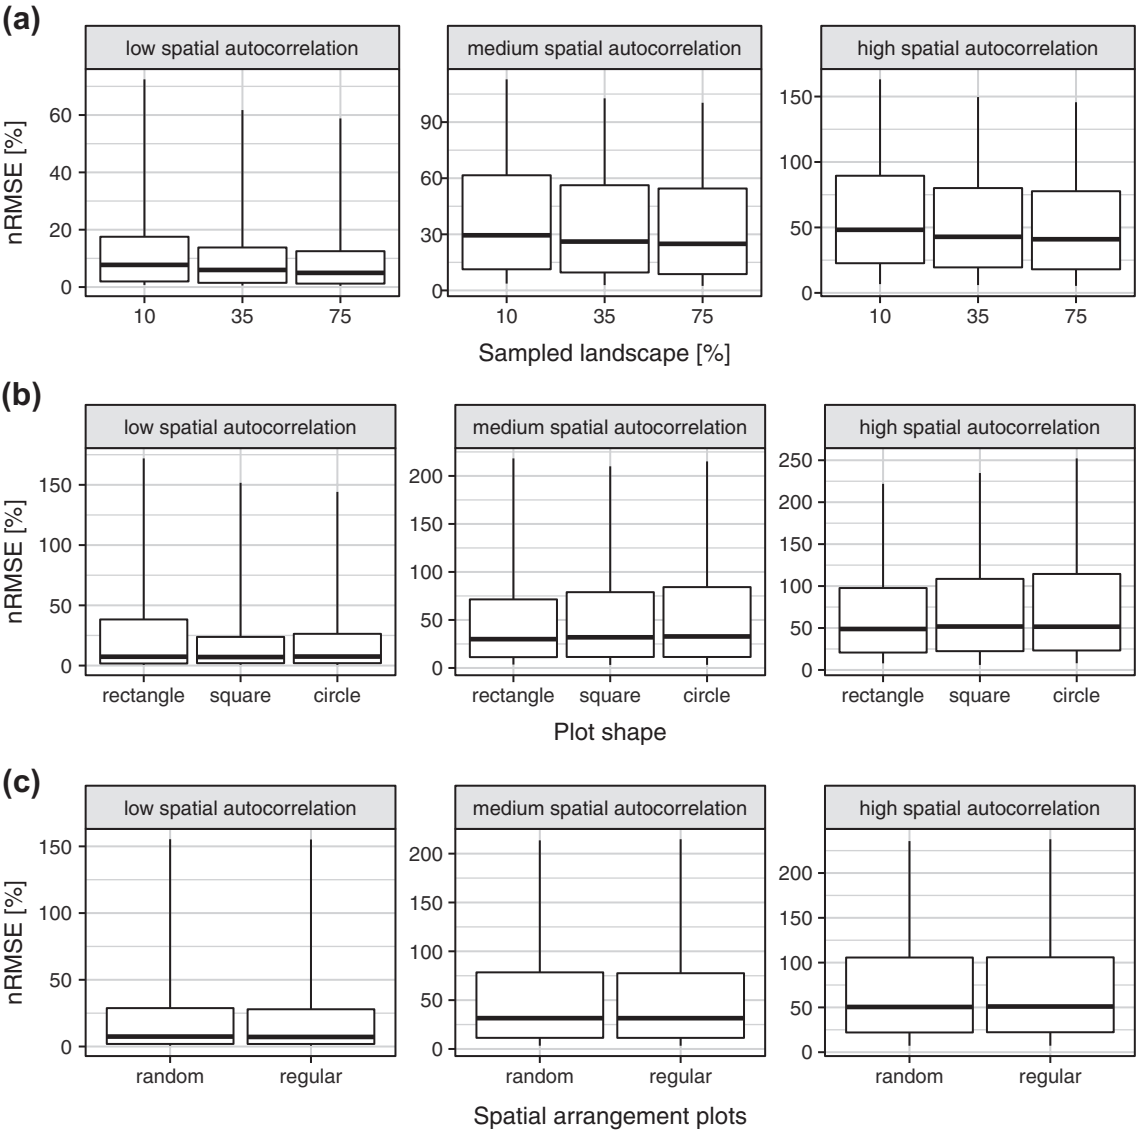 (a)
low spatial autocorrelation medium spatial autocorrelation high spatial autocorrelation
nRMSE [%]
60 90 150
40 60 100
20 30 50
0 0 0
10 35 75 10 35 75 10 35 75
Sampled landscape [%]
(b)
low spatial autocorrelation medium spatial autocorrelation high spatial autocorrelation
nRMSE [%]
250
150 200 200
100 150 150
50 100 100
0 50 50
0 0
rectangle square circle rectangle square circle rectangle square circle
Plot shape
(c)
low spatial autocorrelation medium spatial autocorrelation high spatial autocorrelation
nRMSE [%]
150 200 200
100 150 150
50 100 100
0 50 50
0 0
random regular random regular random regular
Spatial arrangement plots